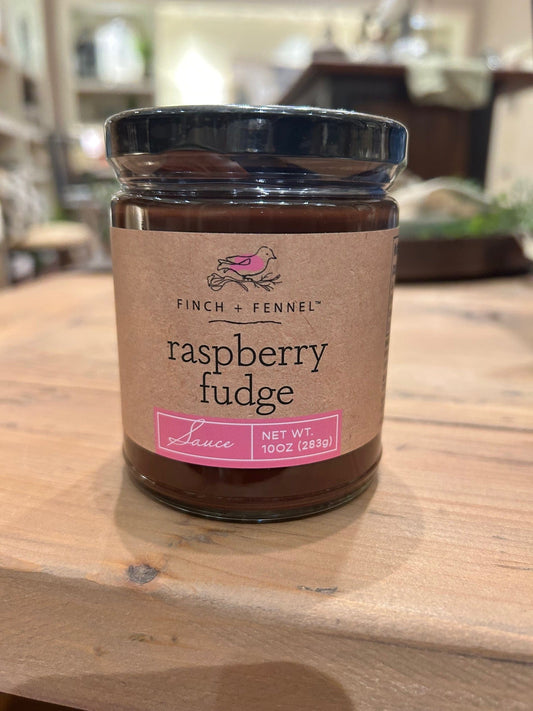 FINCH + FENNEL™
raspberry
fudge
Sauce
NET WT.
10OZ (283g)